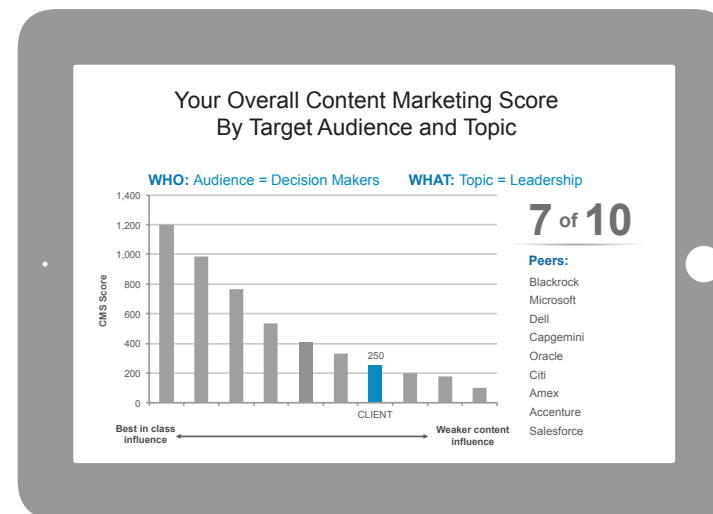 Your Overall Content Marketing Score
By Target Audience and Topic
WHO: Audience = Decision Makers WHAT: Topic = Leadership
1,400
1,200
1,000
800
600
400
200
0
CMS Score
250
CLIENT
Best in class
influence
Weaker content
influence
7 of 10
Peers:
Blackrock
Microsoft
Dell
Capgemini
Oracle
Citi
Amex
Accenture
Salesforce